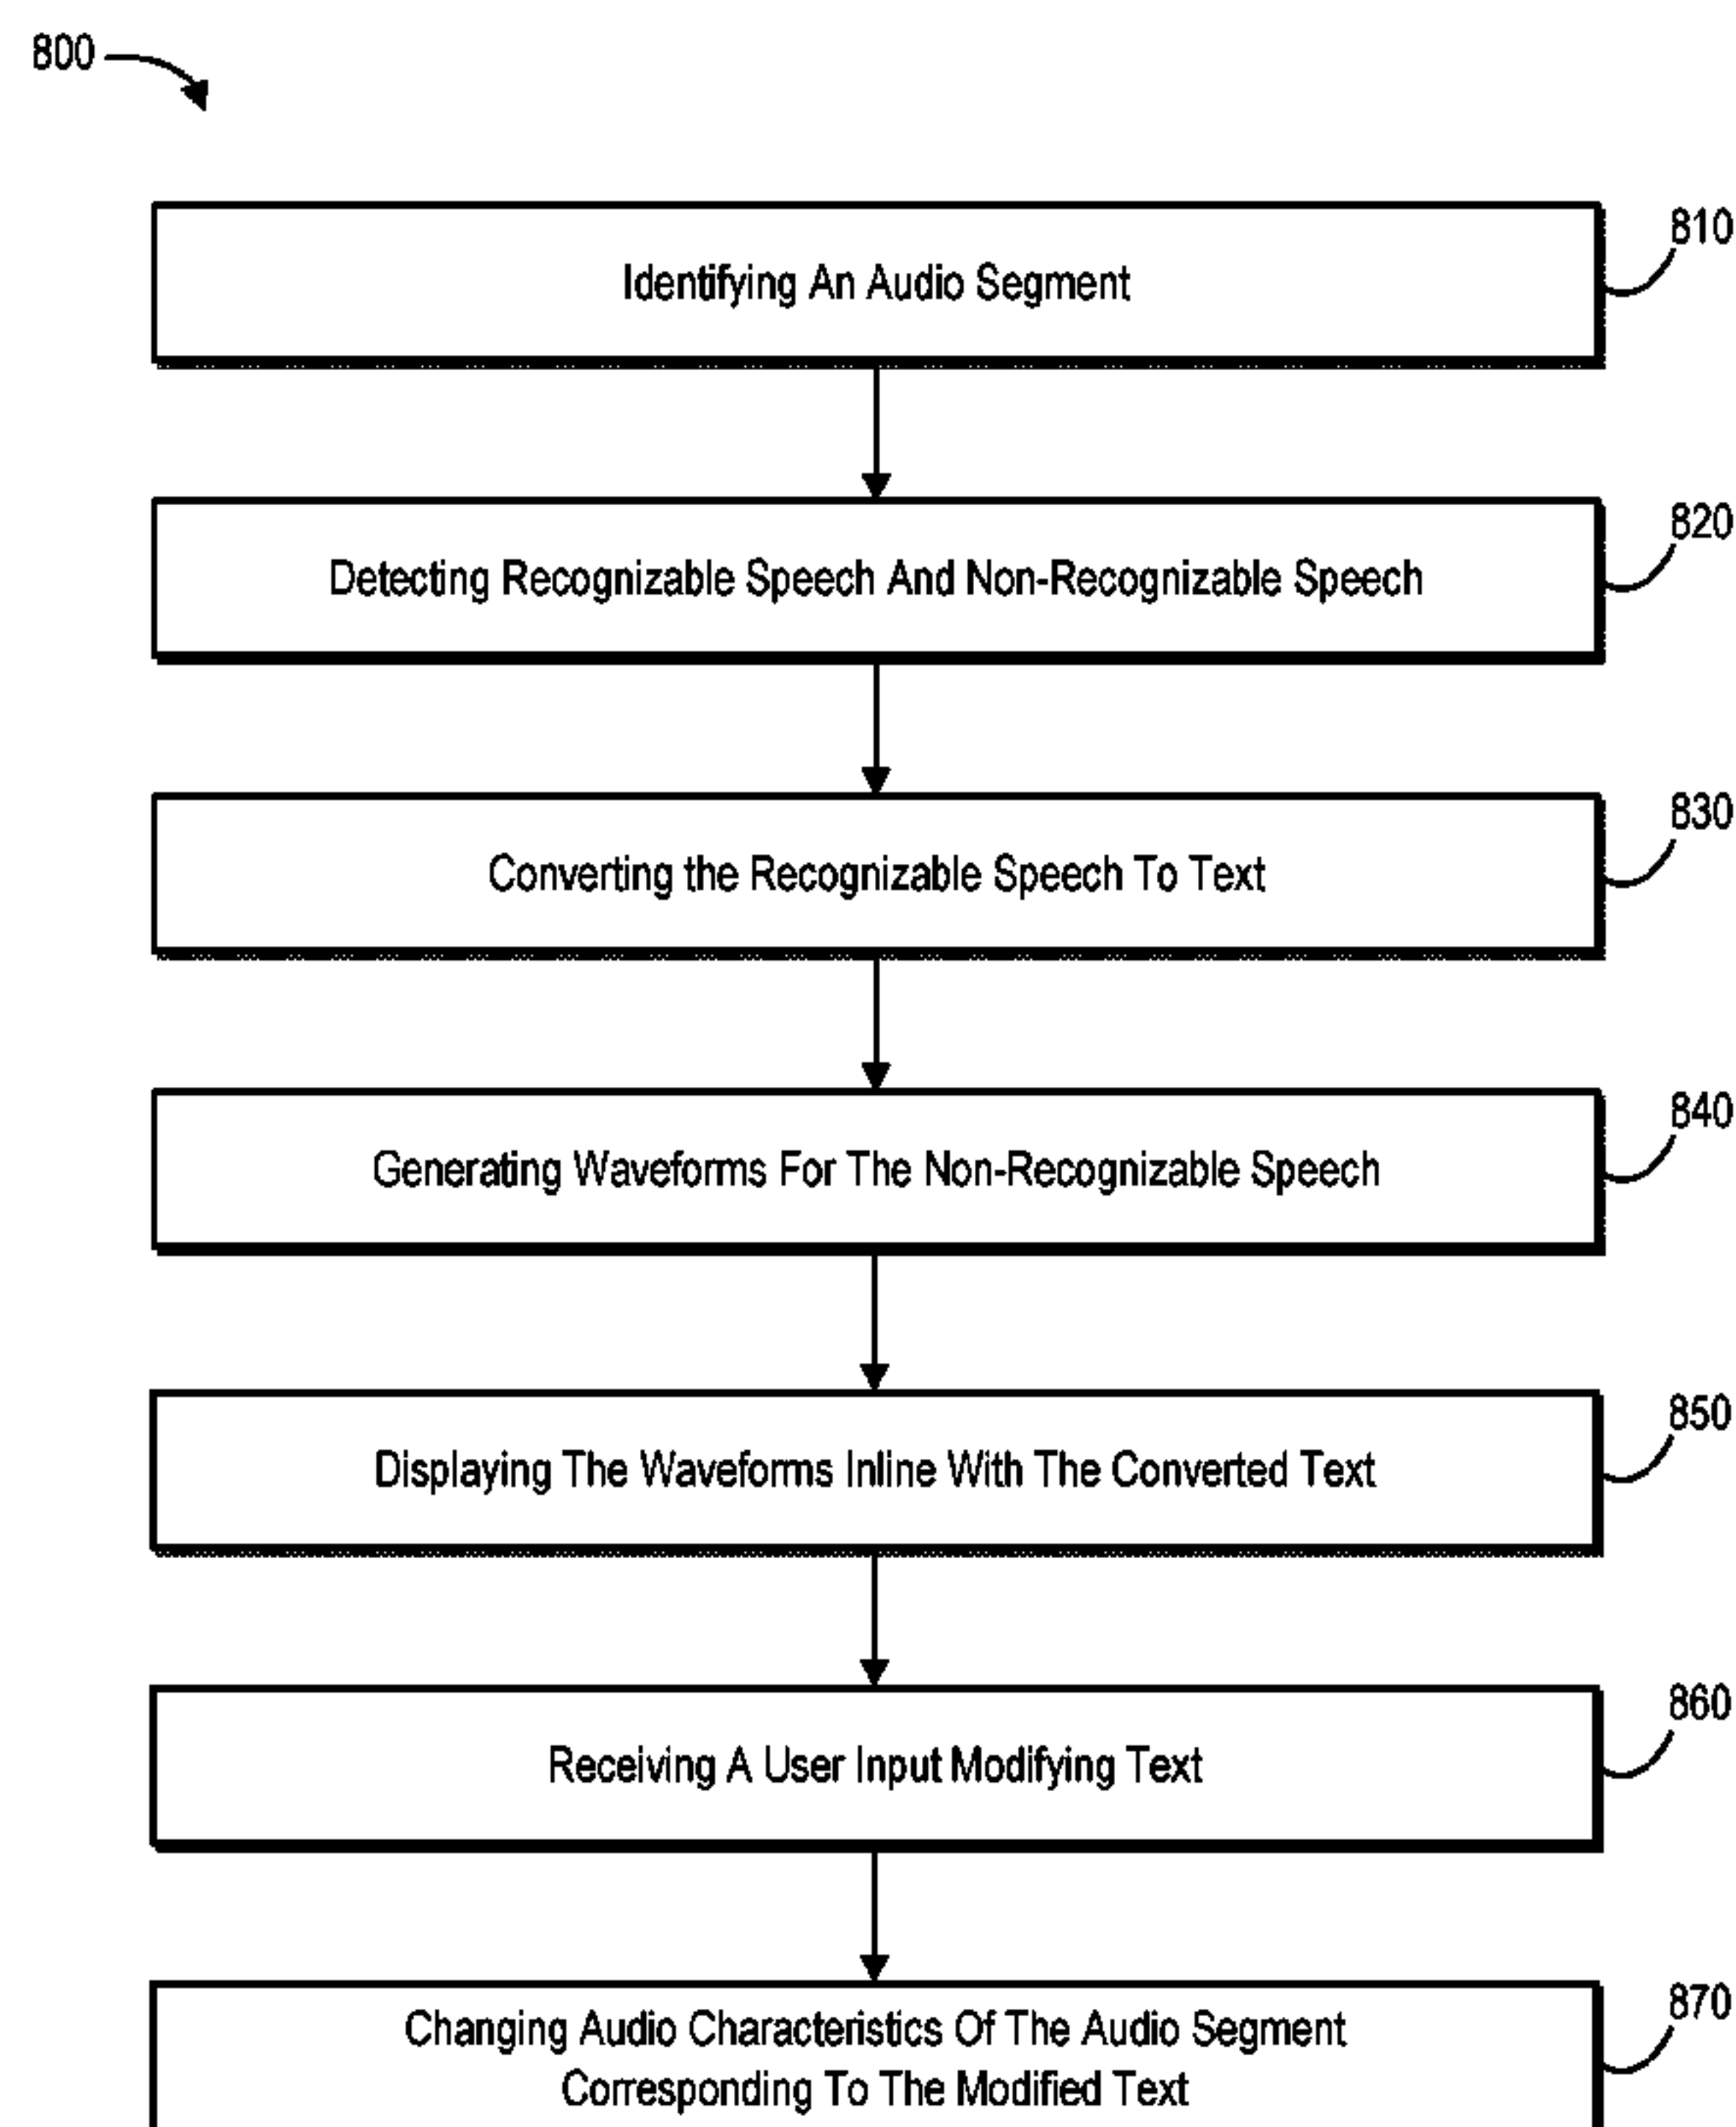 800
Identifying An Audio Segment
810
Detecting Recognizable Speech And Non-Recognizable Speech
820
Converting the Recognizable Speech To Text
830
Generating Waveforms For The Non-Recognizable Speech
840
Displaying The Waveforms Inline With The Converted Text
850
Receiving A User Input Modifying Text
860
Changing Audio Characteristics Of The Audio Segment
Corresponding To The Modified Text
870